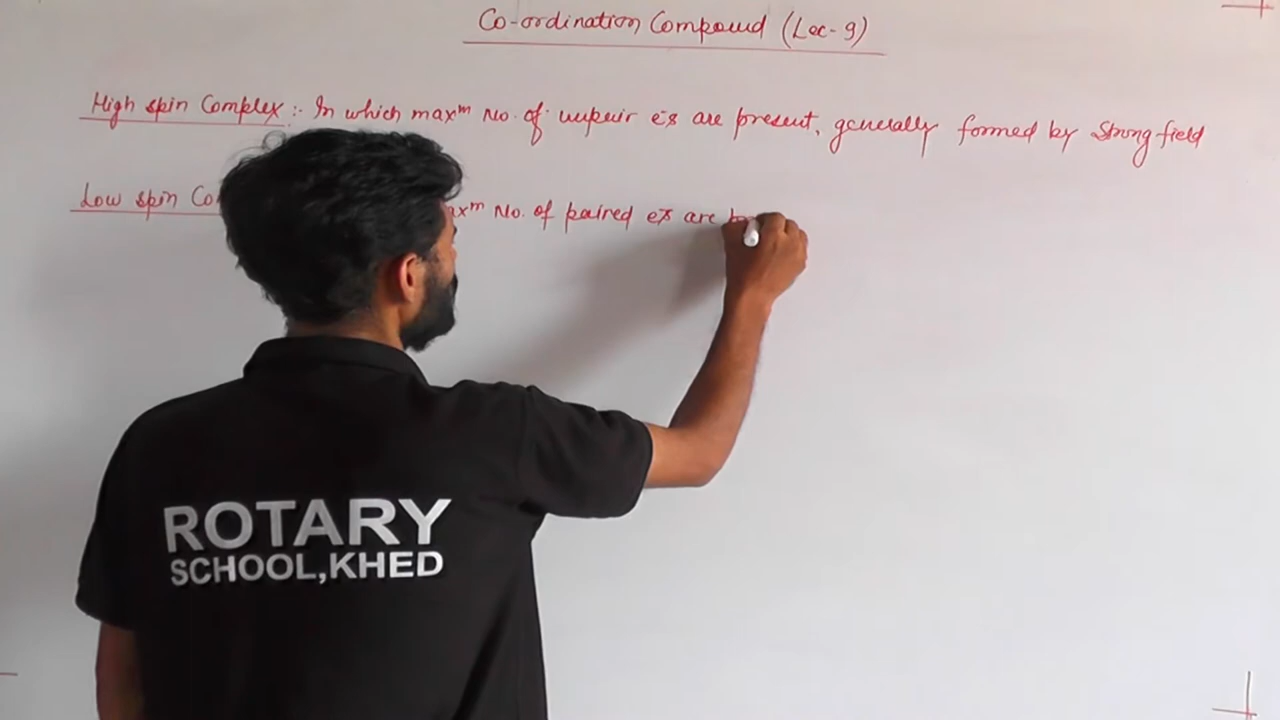 Co-ordination Compound (Lec-9)
High spin Complex :- In which maxᵐ No. of unpair e⁻s are present, generally formed by Strong field
Low spin Co axᵐ No. of paired e⁻s are
ROTARY
SCHOOL,KHED